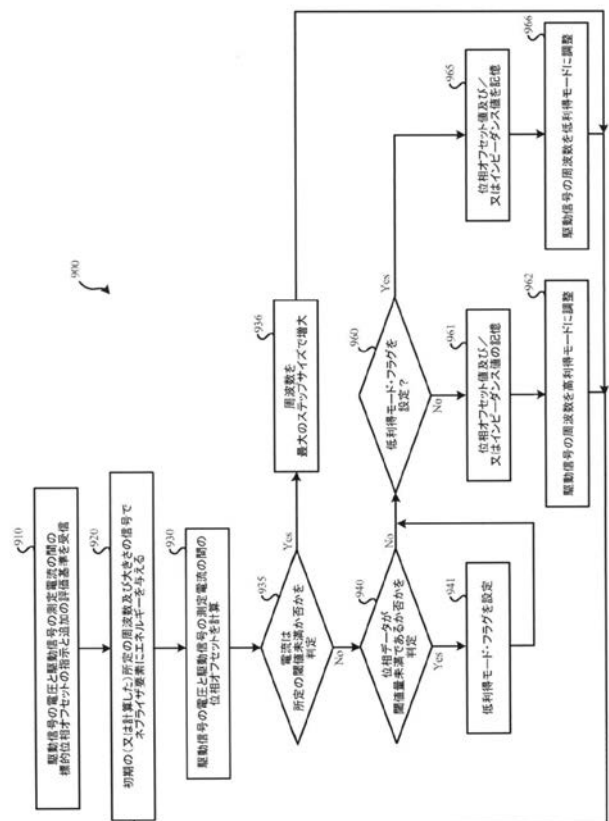 900
910
駆動信号の電圧と駆動信号の測定電流の間の
標的位相オフセットの指示と追加の評価基準を受信
920
初期の(又は計算した)所定の周波数及び大きさの信号で
ネブライザ要素にエネルギーを与える
930
駆動信号の電圧と駆動信号の測定電流の間の
位相オフセットを計算
935
電流は
所定の閾値未満か否かを
判定
Yes
No
936
周波数を
最大のステップサイズで増大
940
位相データが
閾値量未満であるか否かを
判定
No
Yes
941
低利得モード・フラグを設定
960
低利得モード・フラグを
設定？
Yes
No
961
位相オフセット値及び／
又はインピーダンス値の記憶
962
駆動信号の周波数を高利得モードに調整
965
位相オフセット値及び／
又はインピーダンス値を記憶
966
駆動信号の周波数を低利得モードに調整